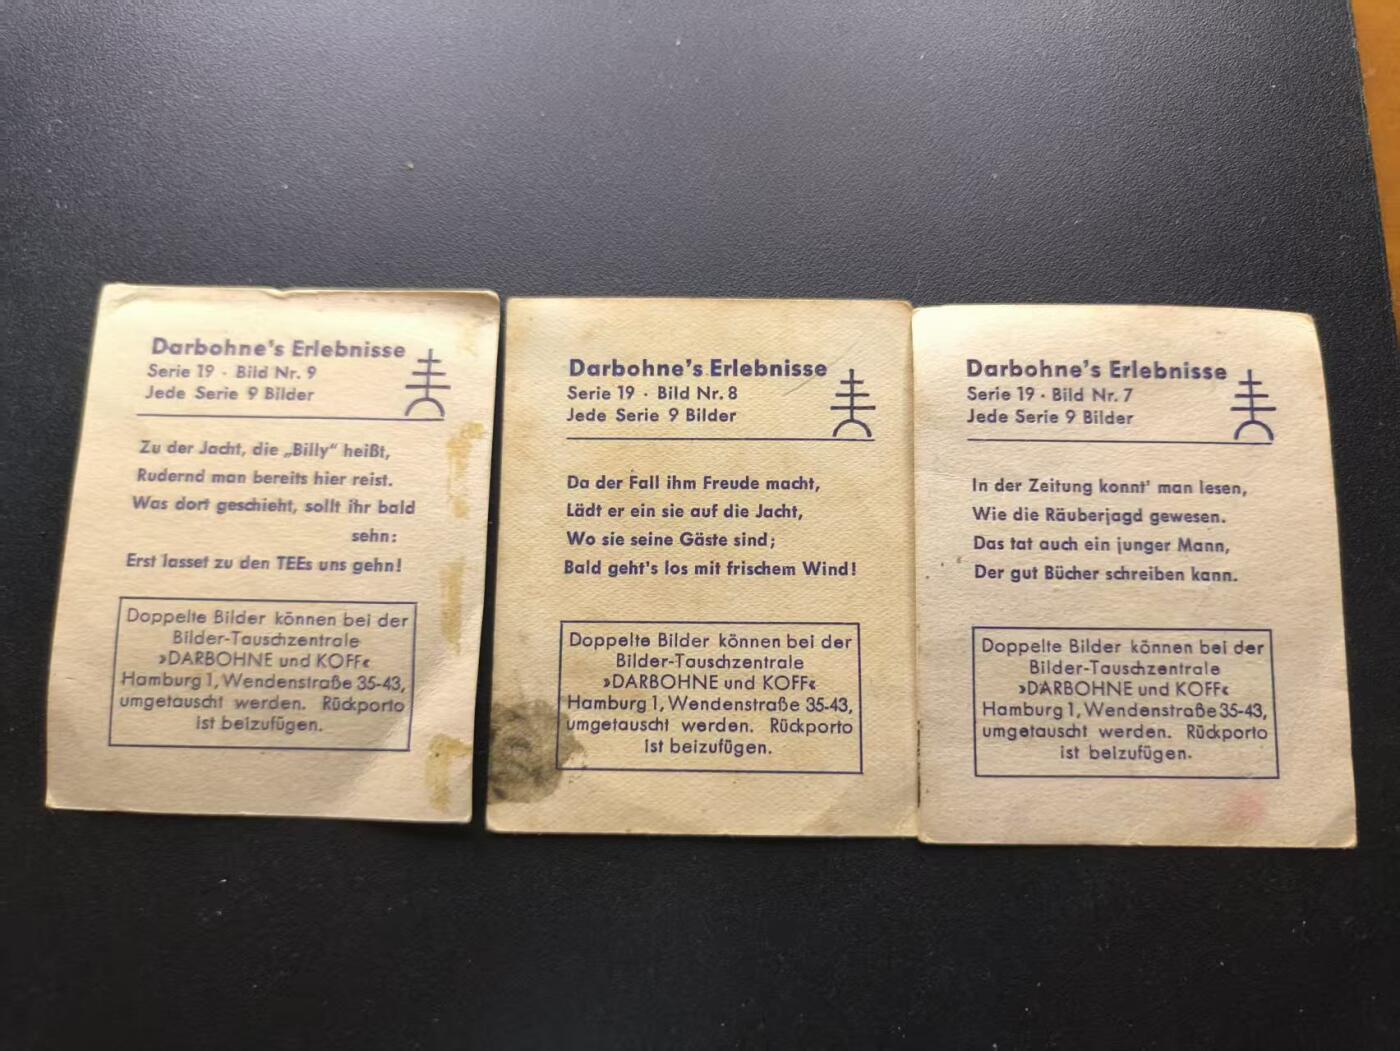 Darbohne's Erlebnisse
Serie 19 · Bild Nr. 9
Jede Serie 9 Bilder
Zu der Jacht, die „Billy“ heißt,
Rudernd man bereits hier reist.
Was dort geschieht, sollt ihr bald
sehn:
Erst lasset zu den TEEs uns gehn!
Doppelte Bilder können bei der
Bilder-Tauschzentrale
»DARBOHNE und KOFF«
Hamburg 1, Wendenstraße 35-43,
umgetauscht werden. Rückporto
ist beizufügen.
Darbohne's Erlebnisse
Serie 19 · Bild Nr. 8
Jede Serie 9 Bilder
Da der Fall ihm Freude macht,
Lädt er ein sie auf die Jacht,
Wo sie seine Gäste sind;
Bald geht's los mit frischem Wind!
Doppelte Bilder können bei der
Bilder-Tauschzentrale
»DARBOHNE und KOFF«
Hamburg 1, Wendenstraße 35-43,
umgetauscht werden. Rückporto
ist beizufügen.
Darbohne's Erlebnisse
Serie 19 · Bild Nr. 7
Jede Serie 9 Bilder
In der Zeitung konnt' man lesen,
Wie die Räuberjagd gewesen.
Das tat auch ein junger Mann,
Der gut Bücher schreiben kann.
Doppelte Bilder können bei der
Bilder-Tauschzentrale
»DARBOHNE und KOFF«
Hamburg 1, Wendenstraße 35-43,
umgetauscht werden. Rückporto
ist beizufügen.